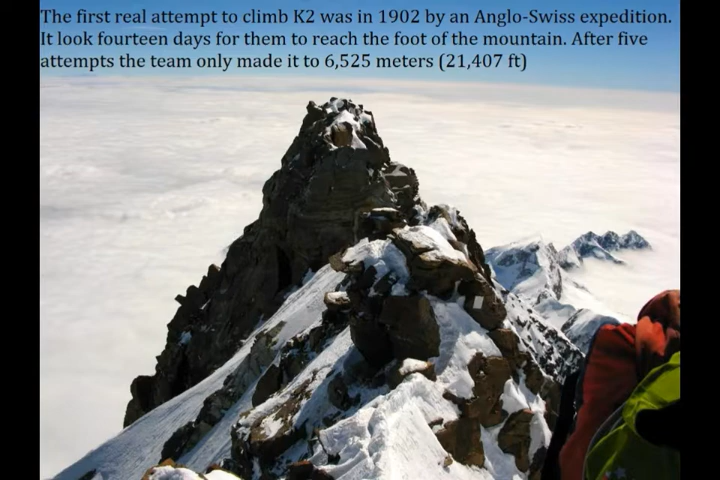 The first real attempt to climb K2 was in 1902 by an Anglo-Swiss expedition.
It look fourteen days for them to reach the foot of the mountain. After five
attempts the team only made it to 6,525 meters (21,407 ft)